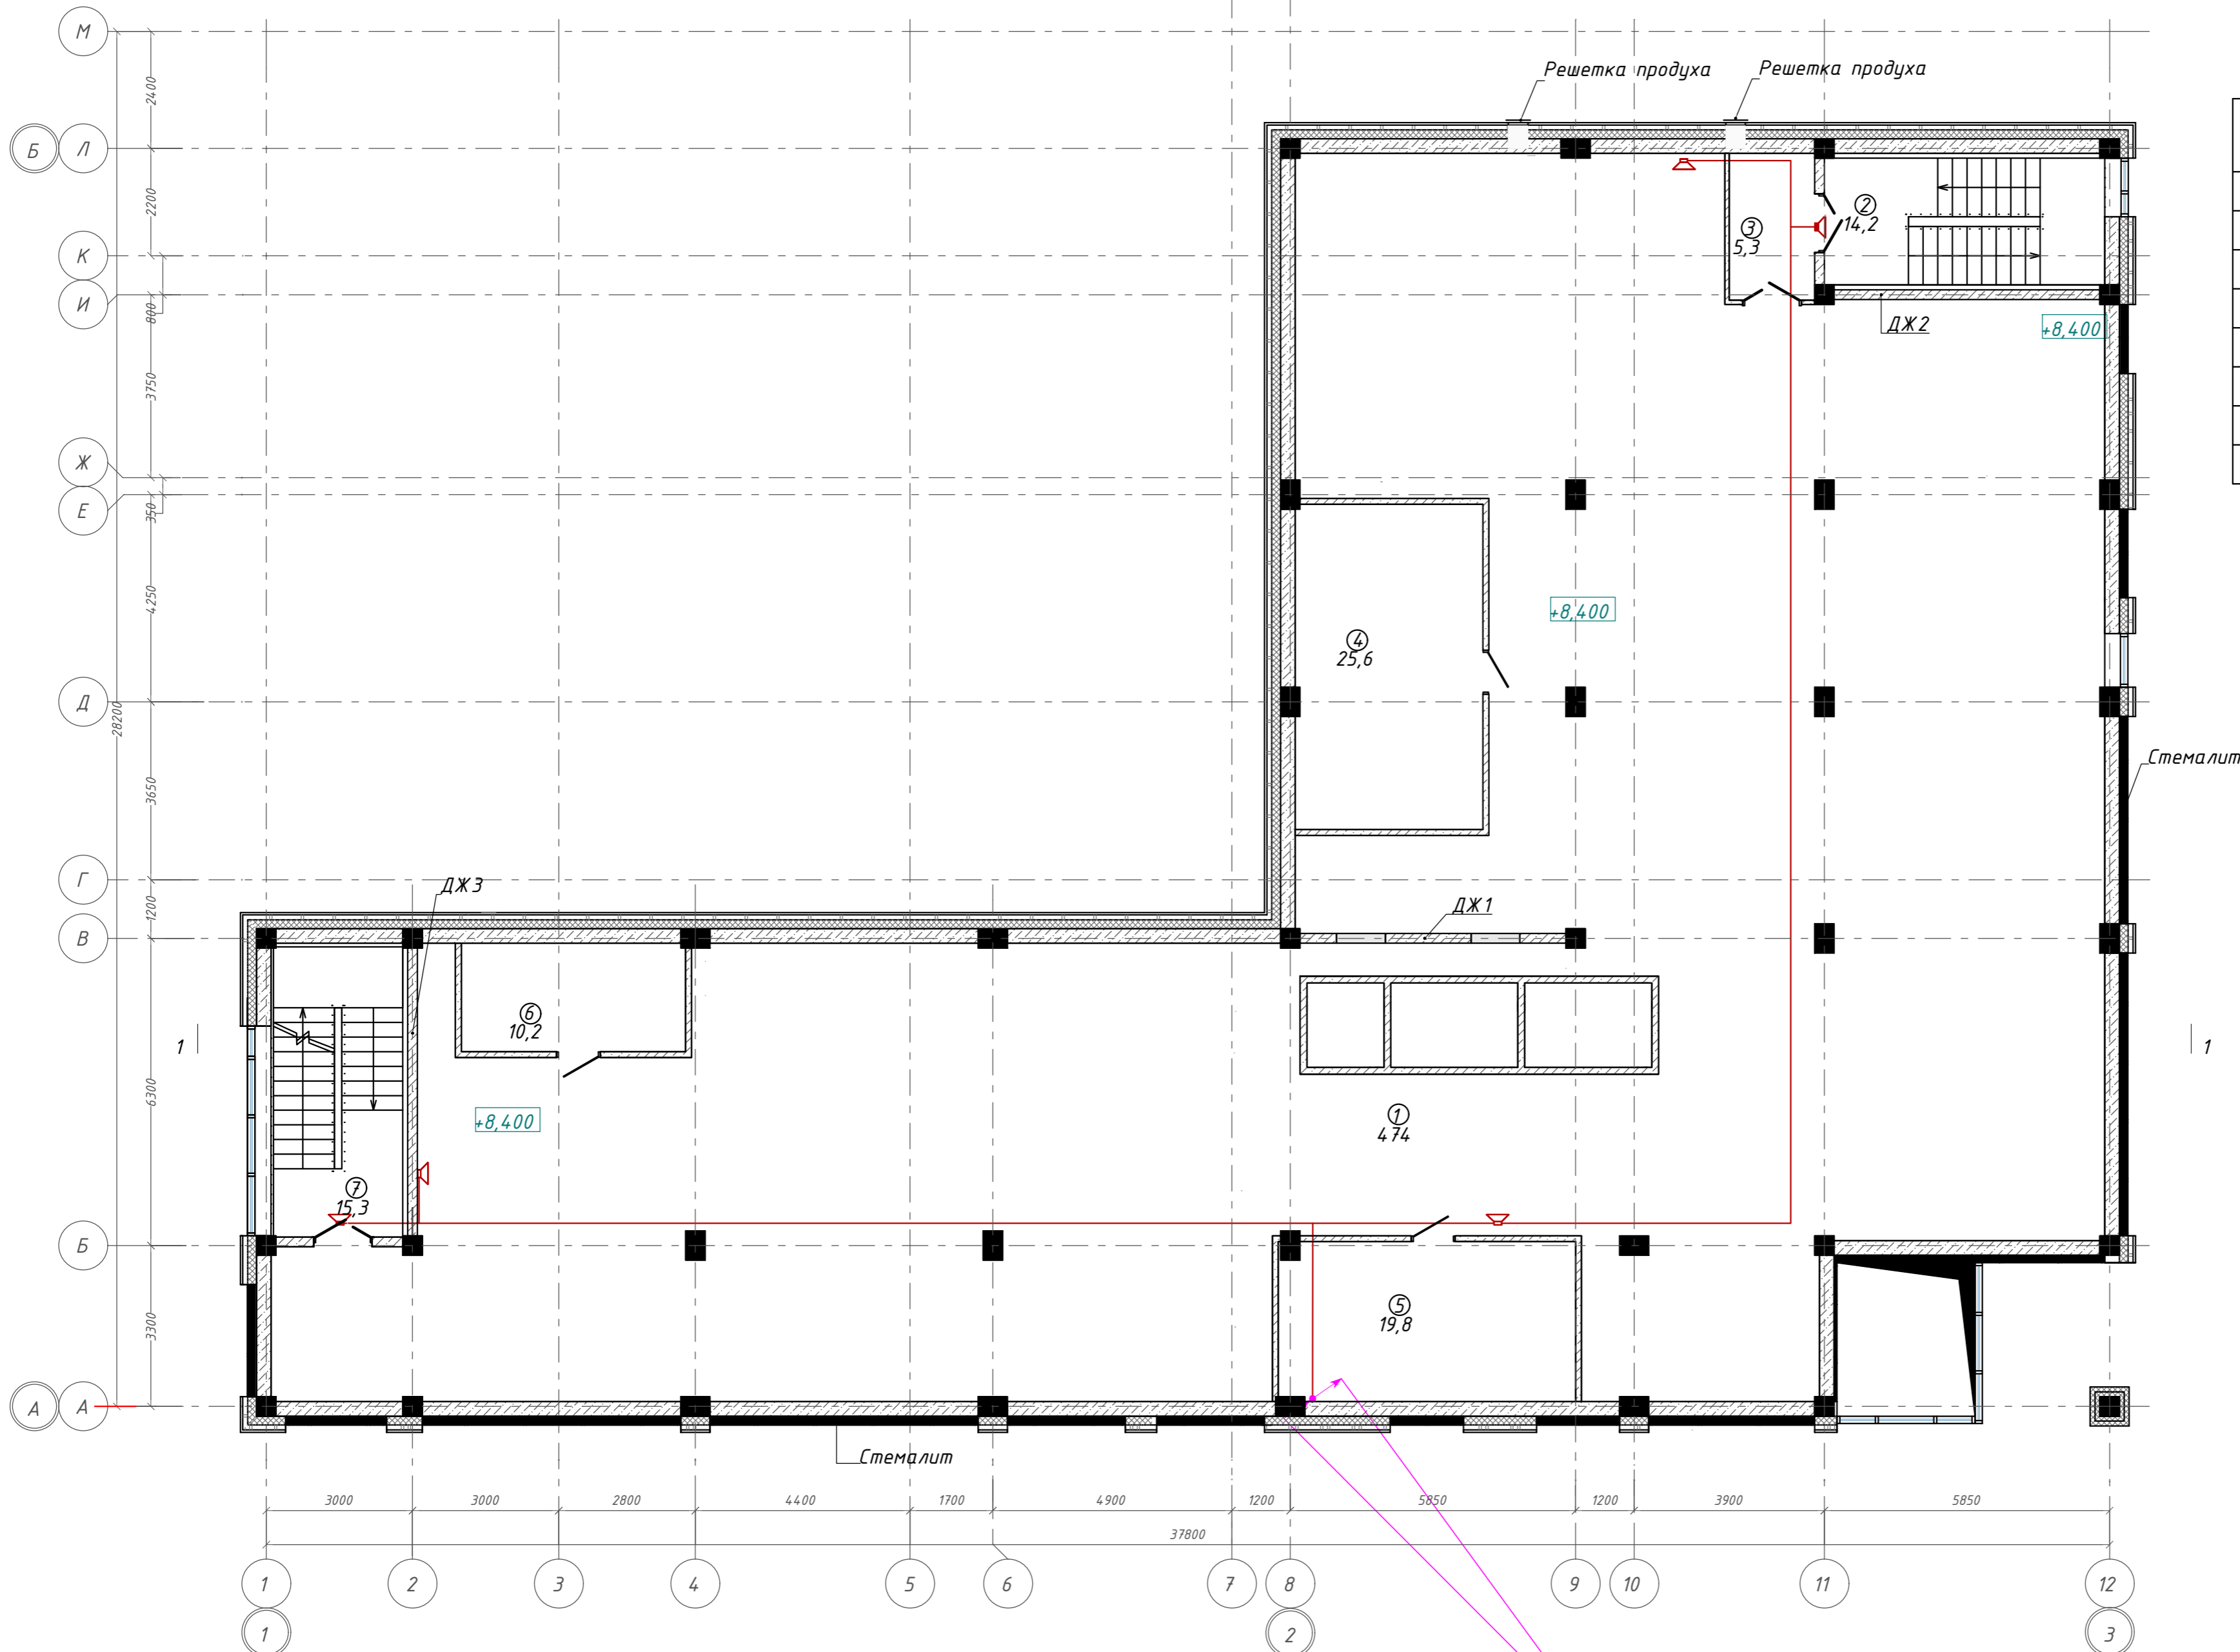 М
2400
Решетка продуха
Решетка продуха
Б
Л
2200
2
14,2
3
5,3
К
И
800
ДЖ2
+8,400
3750
Ж
Е
350
4250
+8,400
4
25,6
Д
28200
Стемалит
3650
Г
ДЖ3
1200
ДЖ1
В
6
10,2
1
1
6300
+8,400
1
474
7
15,3
Б
5
19,8
3300
А
А
Стемалит
3000
3000
2800
4400
1700
4900
1200
5850
1200
3900
5850
37800
1
2
3
4
5
6
7
8
9
10
11
12
1
2
3